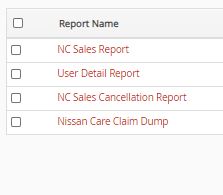 Report Name
NC Sales Report
User Detail Report
NC Sales Cancellation Report
Nissan Care Claim Dump